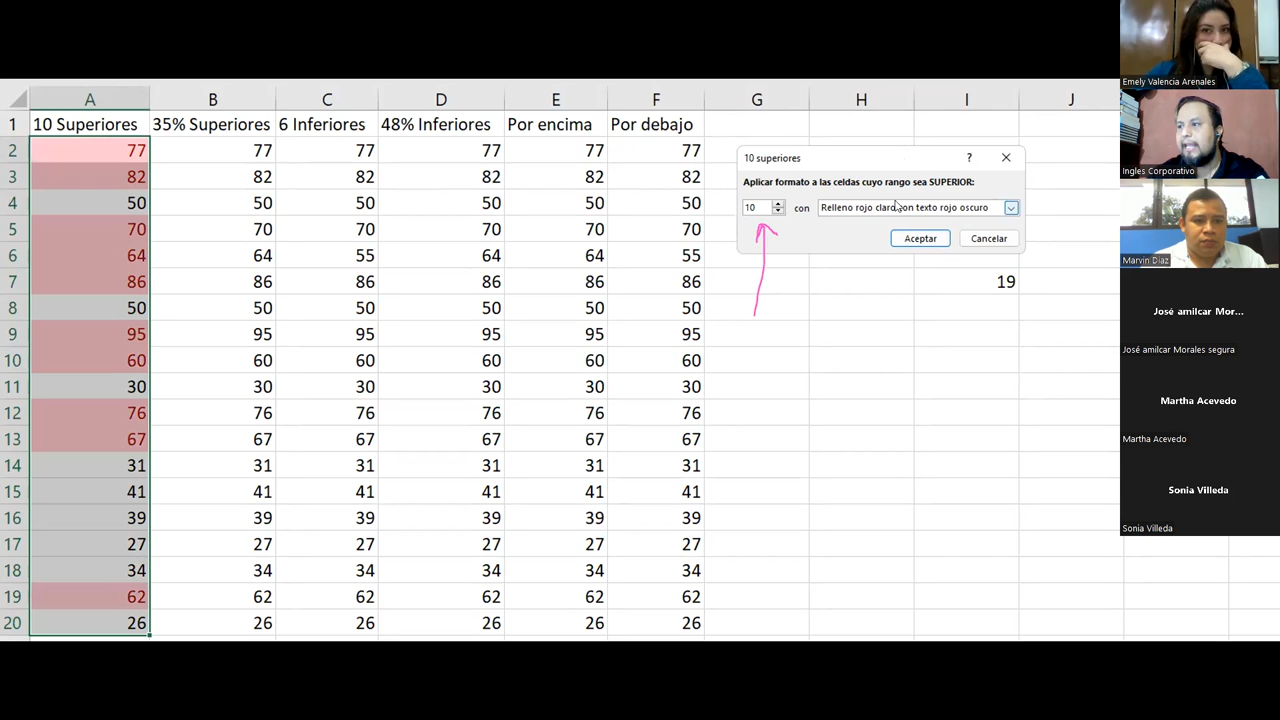 A B C D E F G H I J
1 10 Superiores 35% Superiores 6 Inferiores 48% Inferiores Por encima Por debajo
2 77 77 77 77 77 77
3 82 82 82 82 82 82
4 50 50 50 50 50 50
5 70 70 70 70 70 70
6 64 64 55 64 64 55
7 86 86 86 86 86 86 19
8 50 50 50 50 50 50
9 95 95 95 95 95 95
10 60 60 60 60 60 60
11 30 30 30 30 30 30
12 76 76 76 76 76 76
13 67 67 67 67 67 67
14 31 31 31 31 31 31
15 41 41 41 41 41 41
16 39 39 39 39 39 39
17 27 27 27 27 27 27
18 34 34 34 34 34 34
19 62 62 62 62 62 62
20 26 26 26 26 26 26
10 superiores ?
Aplicar formato a las celdas cuyo rango sea SUPERIOR:
10 con Relleno rojo claro con texto rojo oscuro
Aceptar Cancelar
Emely Valencia Arenales
Ingles Corporativo
Marvin Diaz
José amilcar Mor...
José amilcar Morales segura
Martha Acevedo
Martha Acevedo
Sonia Villeda
Sonia Villeda